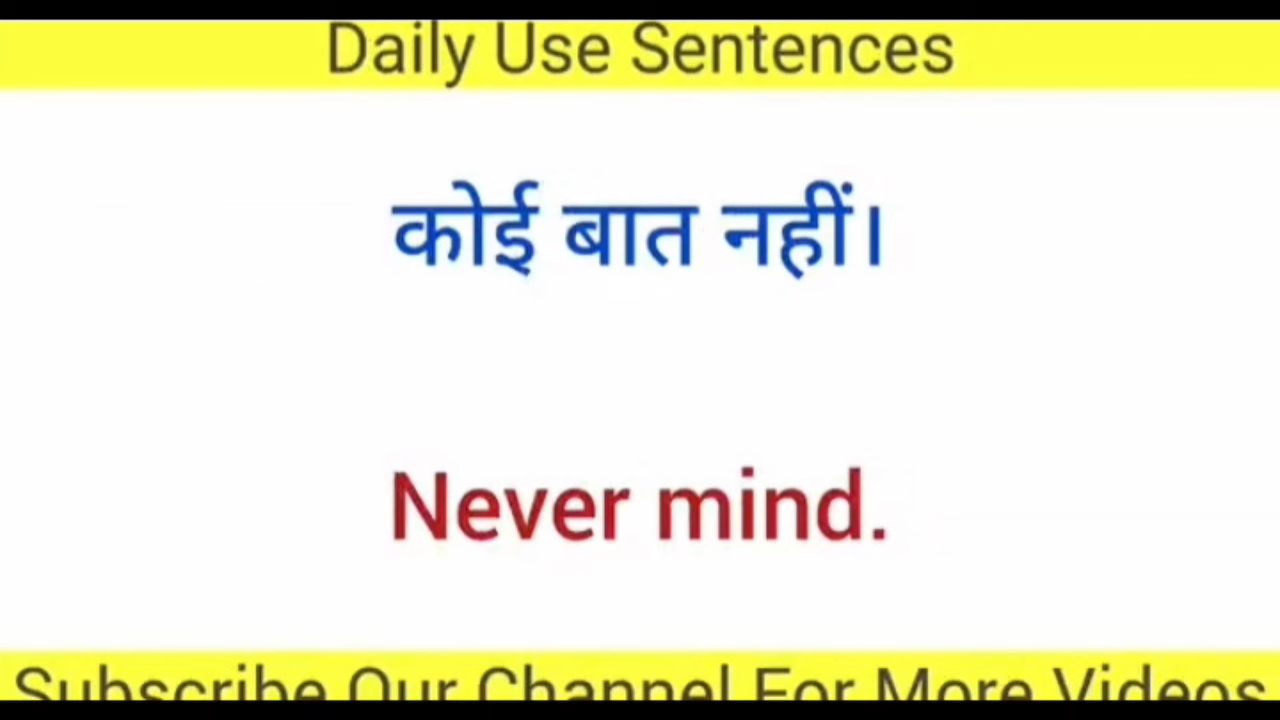 Daily Use Sentences
कोई बात नहीं।
Never mind.
Subscribe Our Channel For More Videos